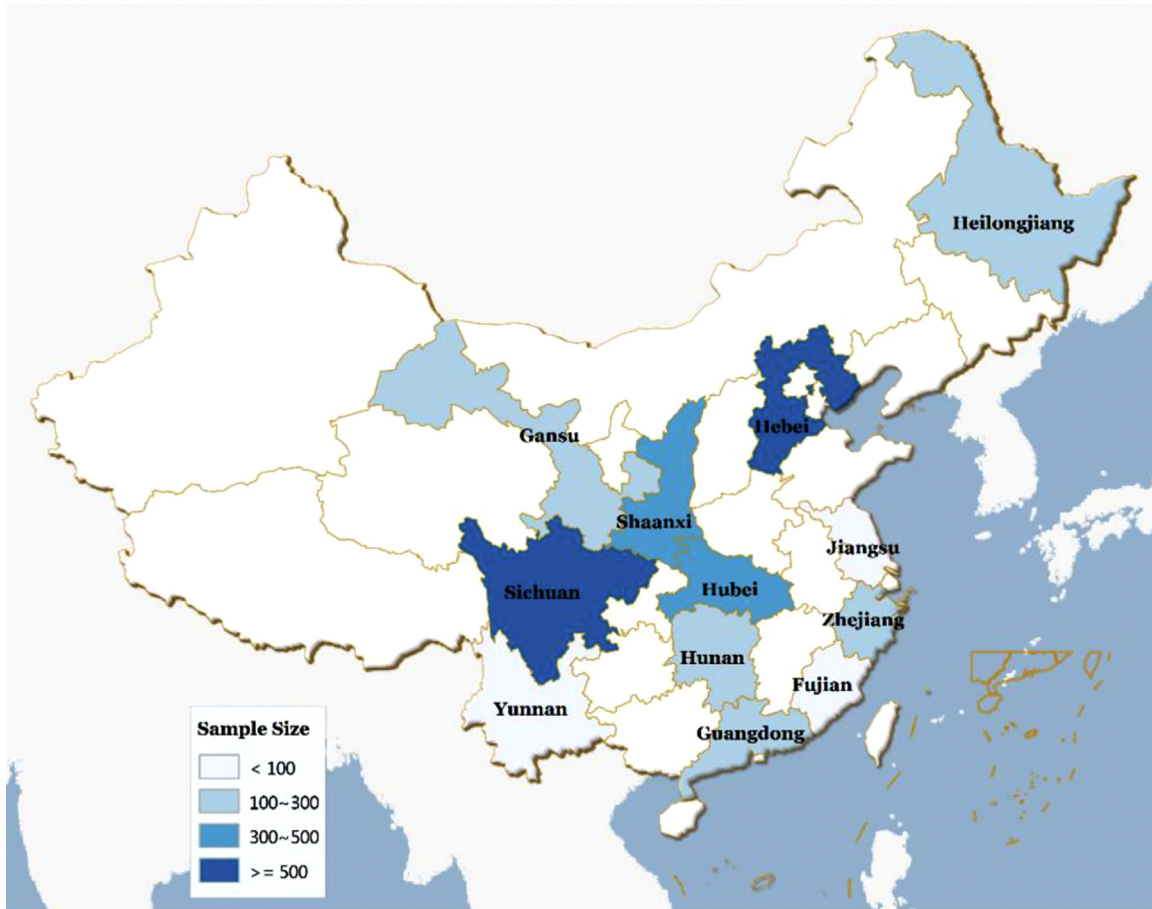 Heilongjiang
Hebei
Gansu
Shaanxi
Jiangsu
Sichuan
Hubei
Zhejiang
Hunan
Fujian
Yunnan
Guangdong
Sample Size
< 100
100~300
300~500
>= 500